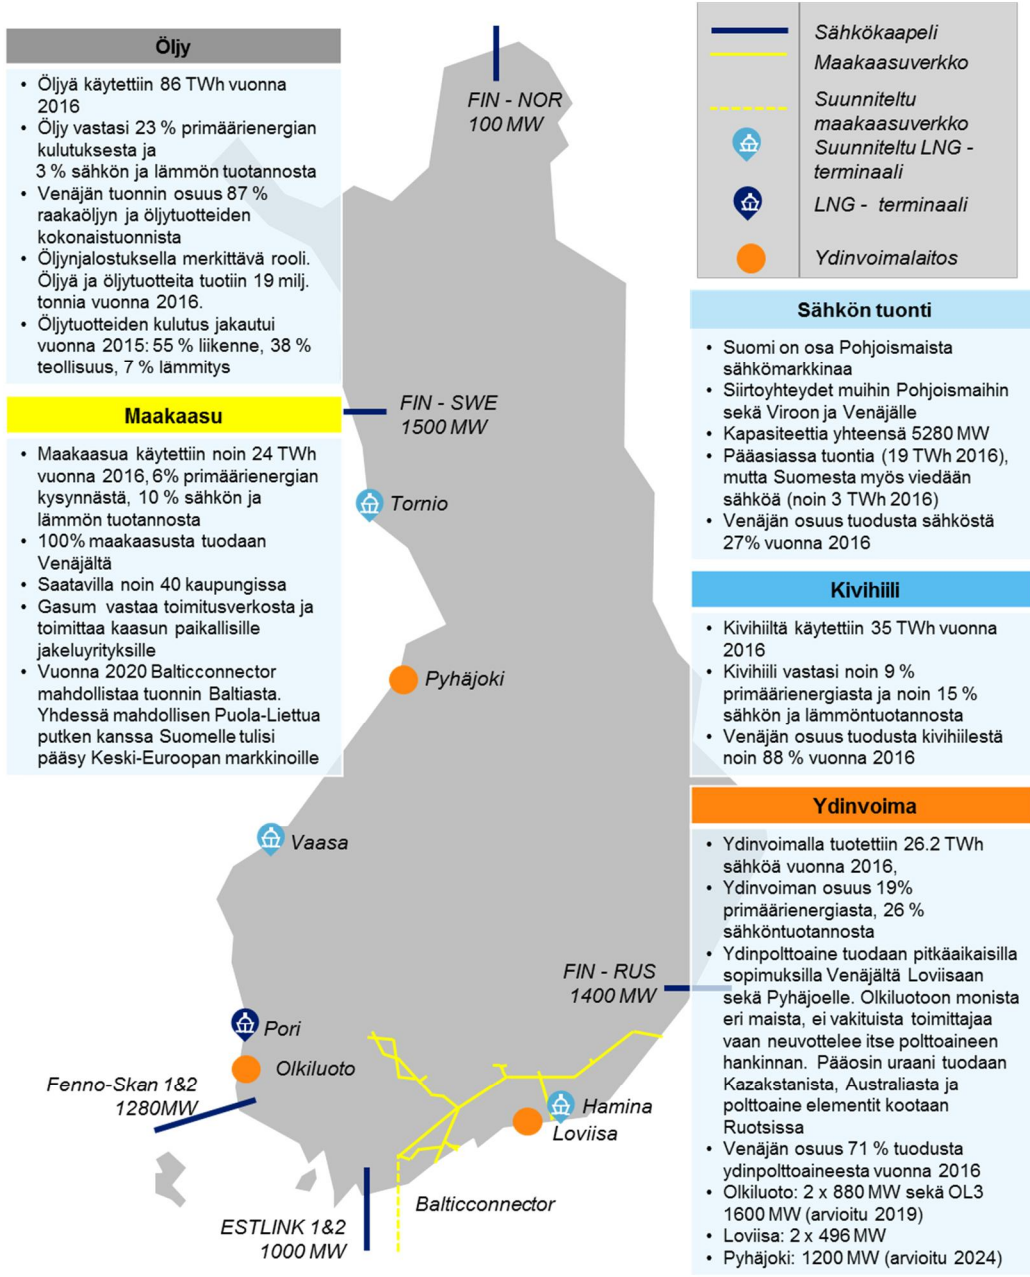 Öljy
• Öljyä käytettiin 86 TWh vuonna
2016
• Öljy vastasi 23 % primäärienergian
kulutuksesta ja
3 % sähkön ja lämmön tuotannosta
• Venäjän tuonnin osuus 87 %
raakaöljyn ja öljytuotteiden
kokonaistuonnista
• Öljynjalostuksella merkittävä rooli.
Öljyä ja öljytuotteita tuotiin 19 milj.
tonnia vuonna 2016.
• Öljytuotteiden kulutus jakautui
vuonna 2015: 55 % liikenne, 38 %
teollisuus, 7 % lämmitys
Maakaasu
• Maakaasua käytettiin noin 24 TWh
vuonna 2016, 6% primäärienergian
kysynnästä, 10 % sähkön ja
lämmön tuotannosta
• 100% maakaasusta tuodaan
Venäjältä
• Saatavilla noin 40 kaupungissa
• Gasum vastaa toimitusverkosta ja
toimittaa kaasun paikallisille
jakeluyrityksille
• Vuonna 2020 Balticconnector
mahdollistaa tuonnin Baltiasta.
Yhdessä mahdollisen Puola-Liettua
putken kanssa Suomelle tulisi
pääsy Keski-Euroopan markkinoille
FIN - NOR
100 MW
FIN - SWE
1500 MW
Tornio
Pyhäjoki
Vaasa
FIN - RUS
1400 MW
Pori
Olkiluoto
Fenno-Skan 1&2
1280MW
Hamina
Loviisa
Balticconnector
ESTLINK 1&2
1000 MW
Sähkökaapeli
Maakaasuverkko
Suunniteltu
maakaasuverkko
Suunniteltu LNG -
terminaali
LNG - terminaali
Ydinvoimalaitos
Sähkön tuonti
• Suomi on osa Pohjoismaista
sähkömarkkinaa
• Siirtoyhteydet muihin Pohjoismaihin
sekä Viroon ja Venäjälle
• Kapasiteettia yhteensä 5280 MW
• Pääasiassa tuontia (19 TWh 2016),
mutta Suomesta myös viedään
sähköä (noin 3 TWh 2016)
• Venäjän osuus tuodusta sähköstä
27% vuonna 2016
Kivihiili
• Kivihiiltä käytettiin 35 TWh vuonna
2016
• Kivihiili vastasi noin 9 %
primäärienergiasta ja noin 15 %
sähkön ja lämmöntuotannosta
• Venäjän osuus tuodusta kivihiilestä
noin 88 % vuonna 2016
Ydinvoima
• Ydinvoimalla tuotettiin 26.2 TWh
sähköä vuonna 2016,
• Ydinvoiman osuus 19%
primäärienergiasta, 26 %
sähköntuotannosta
• Ydinpolttoaine tuodaan pitkäaikaisilla
sopimuksilla Venäjältä Loviisaan
sekä Pyhäjoelle. Olkiluotoon monista
eri maista, ei vakituista toimittajaa
vaan neuvottelee itse polttoaineen
hankinnan. Pääosin uraani tuodaan
Kazakstanista, Australiasta ja
polttoaine elementit kootaan
Ruotsissa
• Venäjän osuus 71 % tuodusta
ydinpolttoaineesta vuonna 2016
• Olkiluoto: 2 x 880 MW sekä OL3
1600 MW (arvioitu 2019)
• Loviisa: 2 x 496 MW
• Pyhäjoki: 1200 MW (arvioitu 2024)